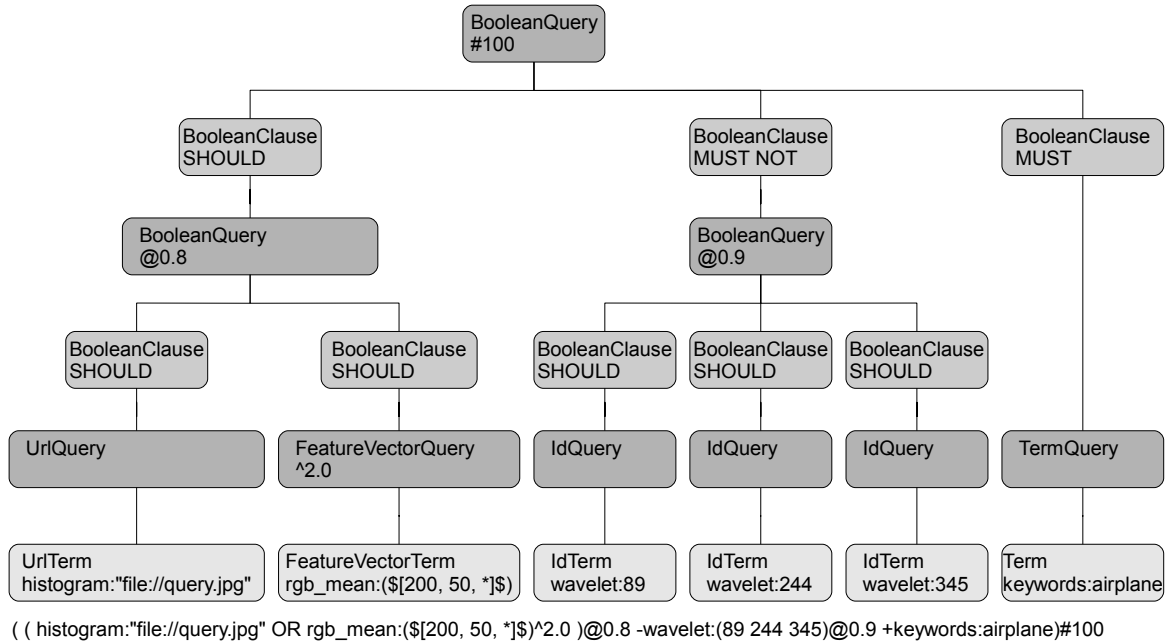 BooleanQuery
#100
BooleanClause
SHOULD
BooleanClause
MUST NOT
BooleanClause
MUST
BooleanQuery
@0.8
BooleanQuery
@0.9
BooleanClause
SHOULD
BooleanClause
SHOULD
BooleanClause
SHOULD
BooleanClause
SHOULD
BooleanClause
SHOULD
UrlQuery
FeatureVectorQuery
^2.0
IdQuery
IdQuery
IdQuery
TermQuery
UrlTerm
histogram:"file://query.jpg"
FeatureVectorTerm
rgb_mean:($[200, 50, *]$)
IdTerm
wavelet:89
IdTerm
wavelet:244
IdTerm
wavelet:345
Term
keywords:airplane
( ( histogram:"file://query.jpg" OR rgb_mean:($[200, 50, *]$)^2.0 )@0.8 -wavelet:(89 244 345)@0.9 +keywords:airplane)#100